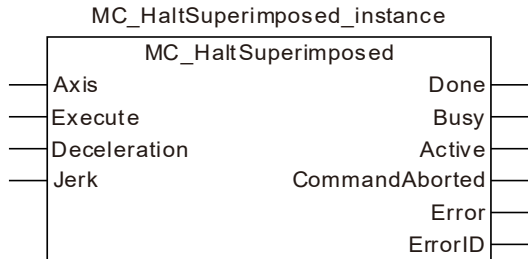 MC_HaltSuperimposed_instance
MC_HaltSuperimposed
Axis Done
Execute Busy
Deceleration Active
Jerk CommandAborted
Error
ErrorID